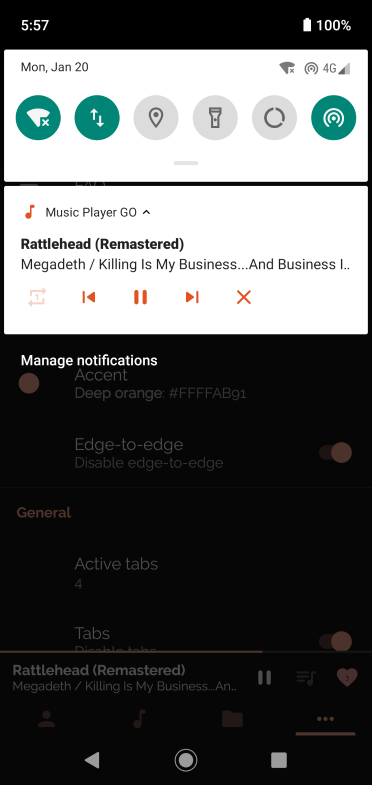 5:57
100%
Mon, Jan 20
4G
Music Player GO
Rattlehead (Remastered)
Megadeth / Killing Is My Business...And Business I..
1
Manage notifications
Accent
Deep orange: #FFFFAB91
Edge-to-edge
Disable edge-to-edge
General
Active tabs
4
Tabs
Disable tabs
Rattlehead (Remastered)
Megadeth / Killing Is My Business...An..
3